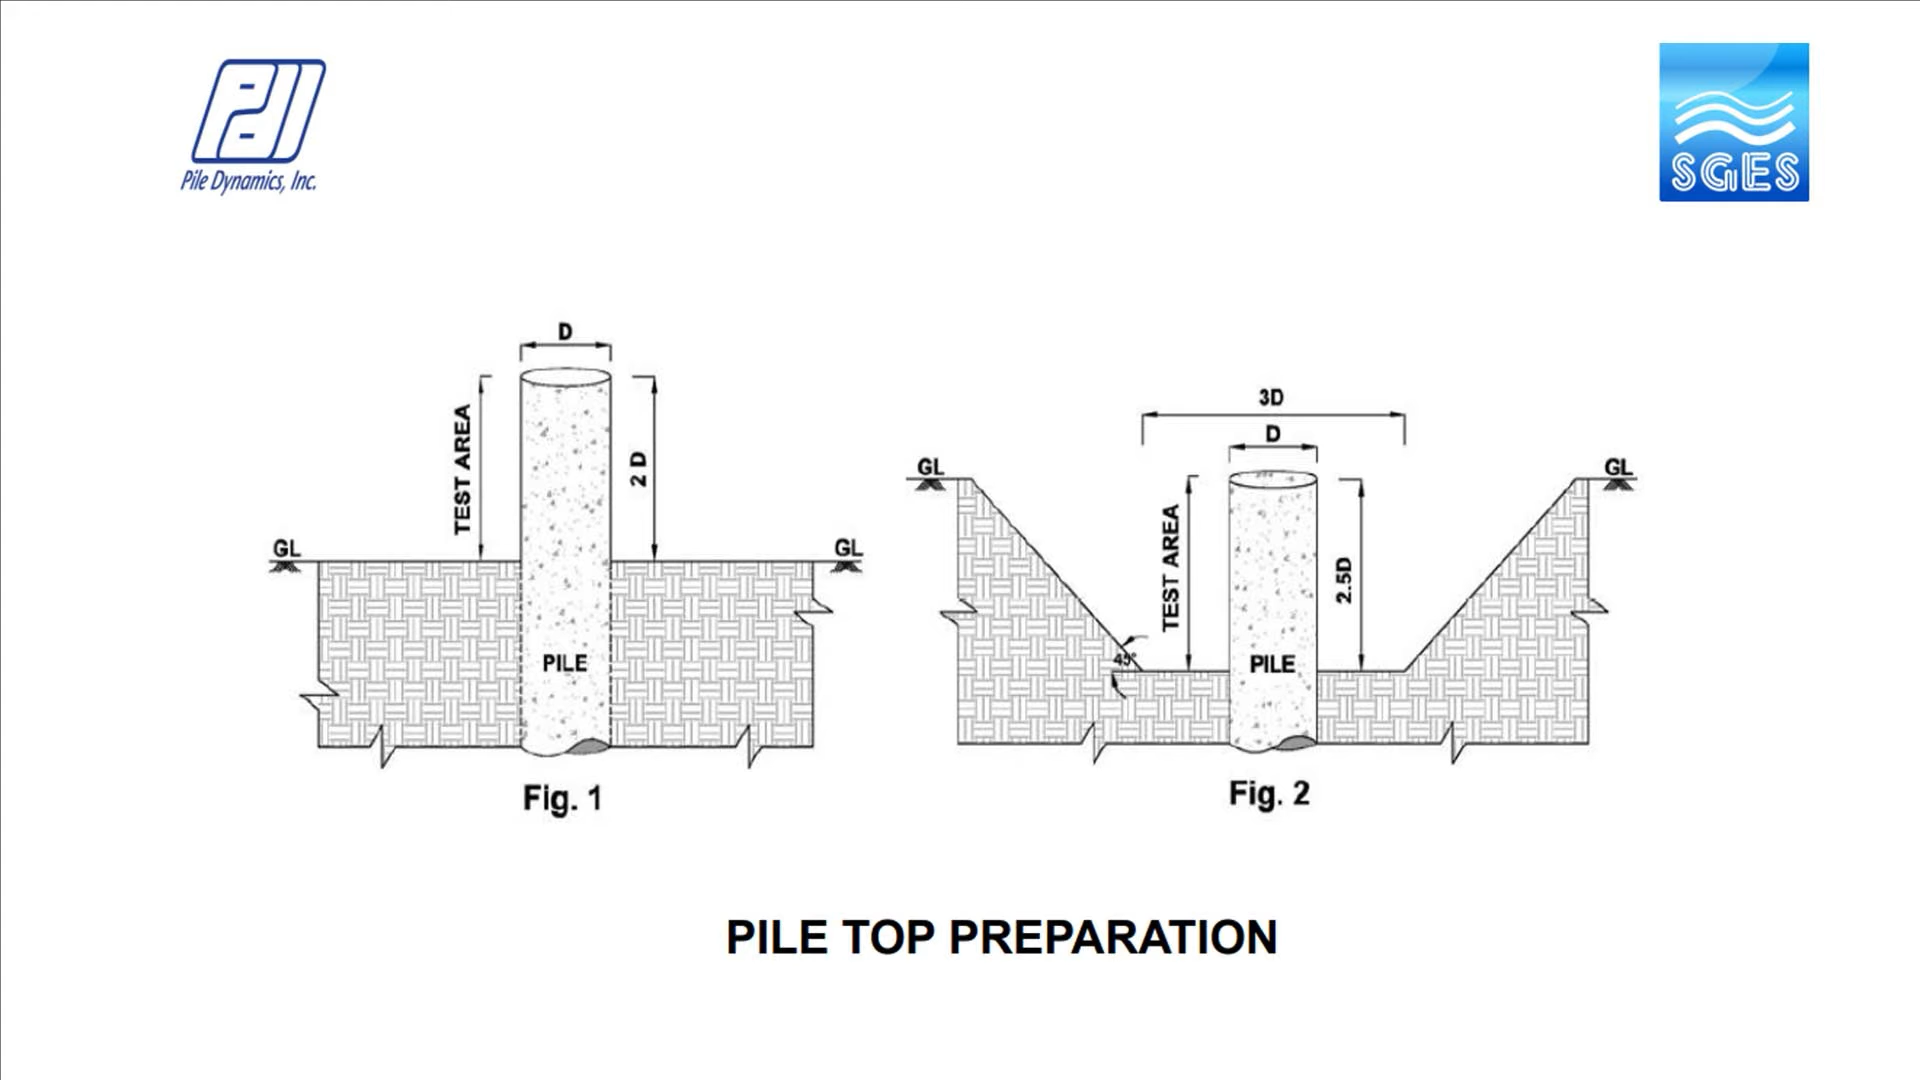 PDI
Pile Dynamics, Inc.
SGES
D
TEST AREA
2 D
GL
GL
PILE
Fig. 1
3D
D
GL
GL
TEST AREA
2.5D
45°
PILE
Fig. 2
PILE TOP PREPARATION